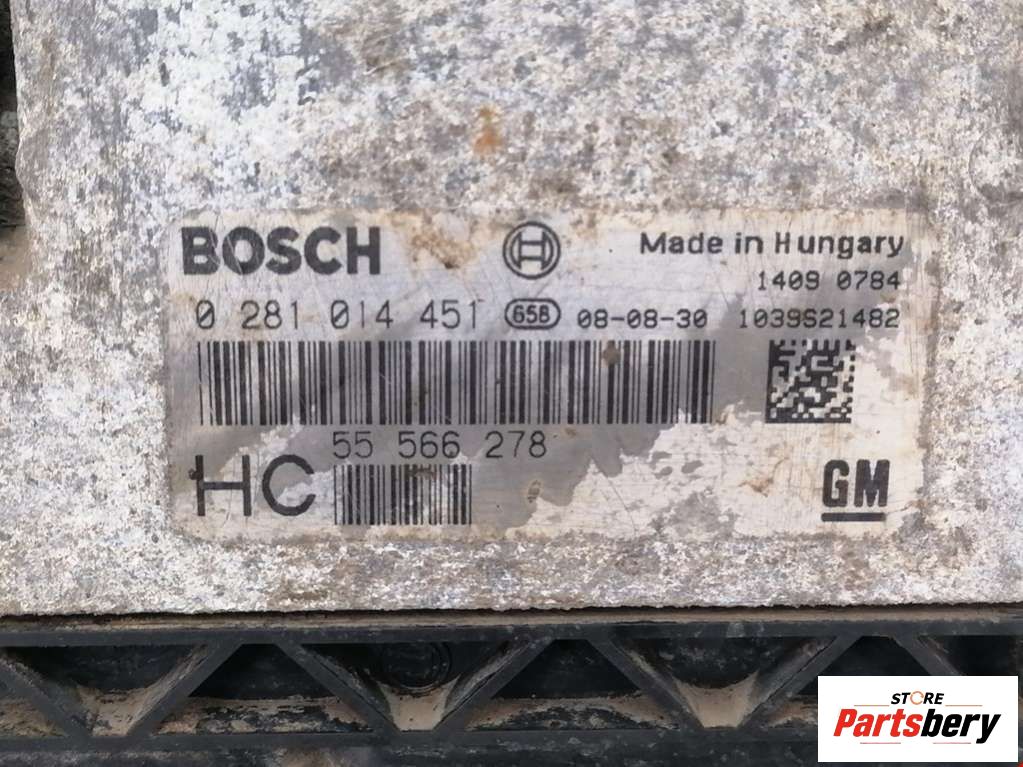 BOSCH
Made in Hungary
1409 0784
0 281 014 451 65B 08-08-30 1039S21482
55 566 278
HC
GM
STORE
Partsbery